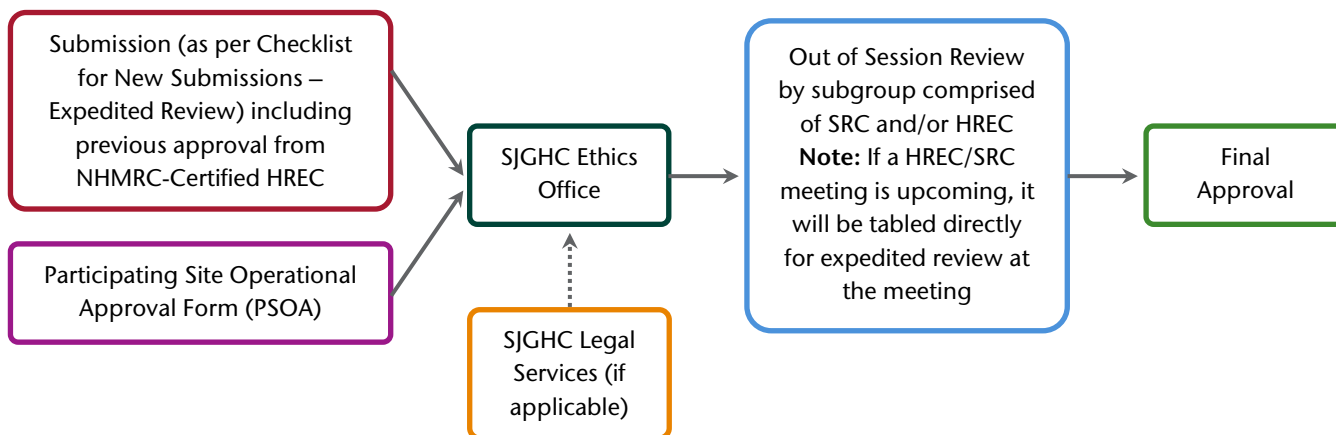 Submission (as per Checklist
for New Submissions –
Expedited Review) including
previous approval from
NHMRC-Certified HREC
Participating Site Operational
Approval Form (PSOA)
SJGHC Ethics
Office
SJGHC Legal
Services (if
applicable)
Out of Session Review
by subgroup comprised
of SRC and/or HREC
Note: If a HREC/SRC
meeting is upcoming, it
will be tabled directly
for expedited review at
the meeting
Final
Approval